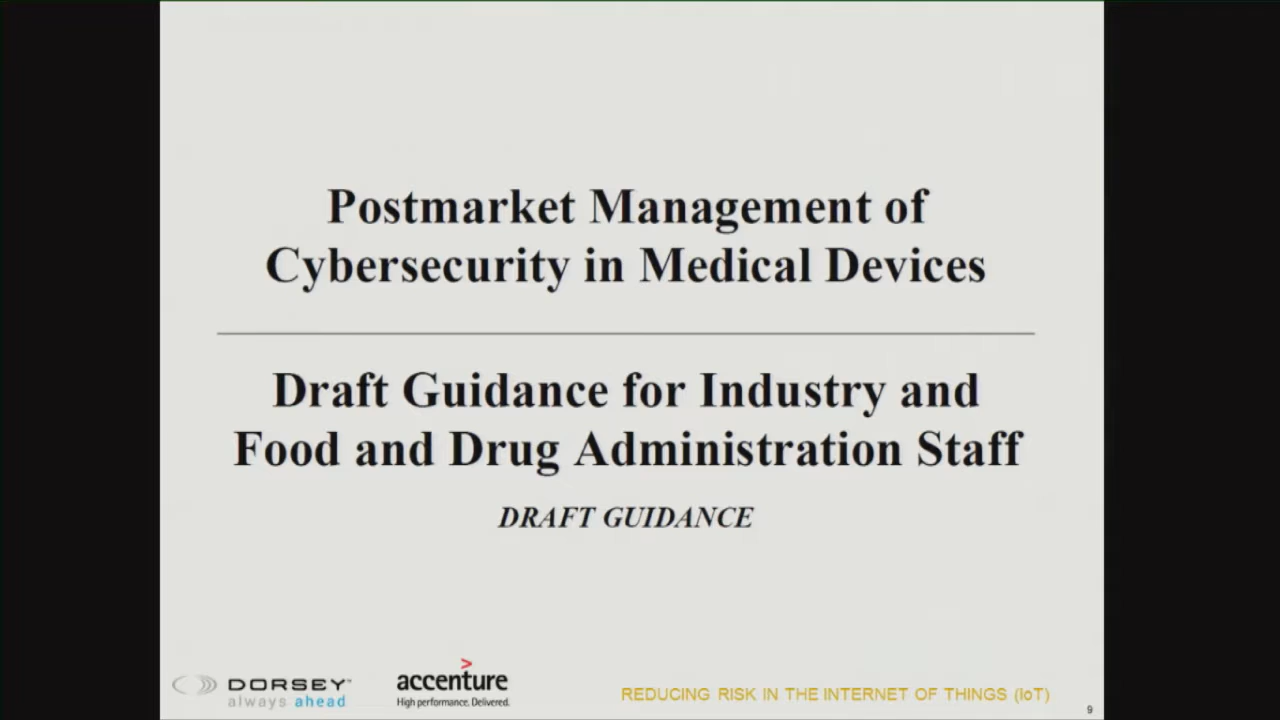 Postmarket Management of
Cybersecurity in Medical Devices
Draft Guidance for Industry and
Food and Drug Administration Staff
DRAFT GUIDANCE
DORSEY™
always ahead
>
accenture
High performance. Delivered.
REDUCING RISK IN THE INTERNET OF THINGS (IoT)
9